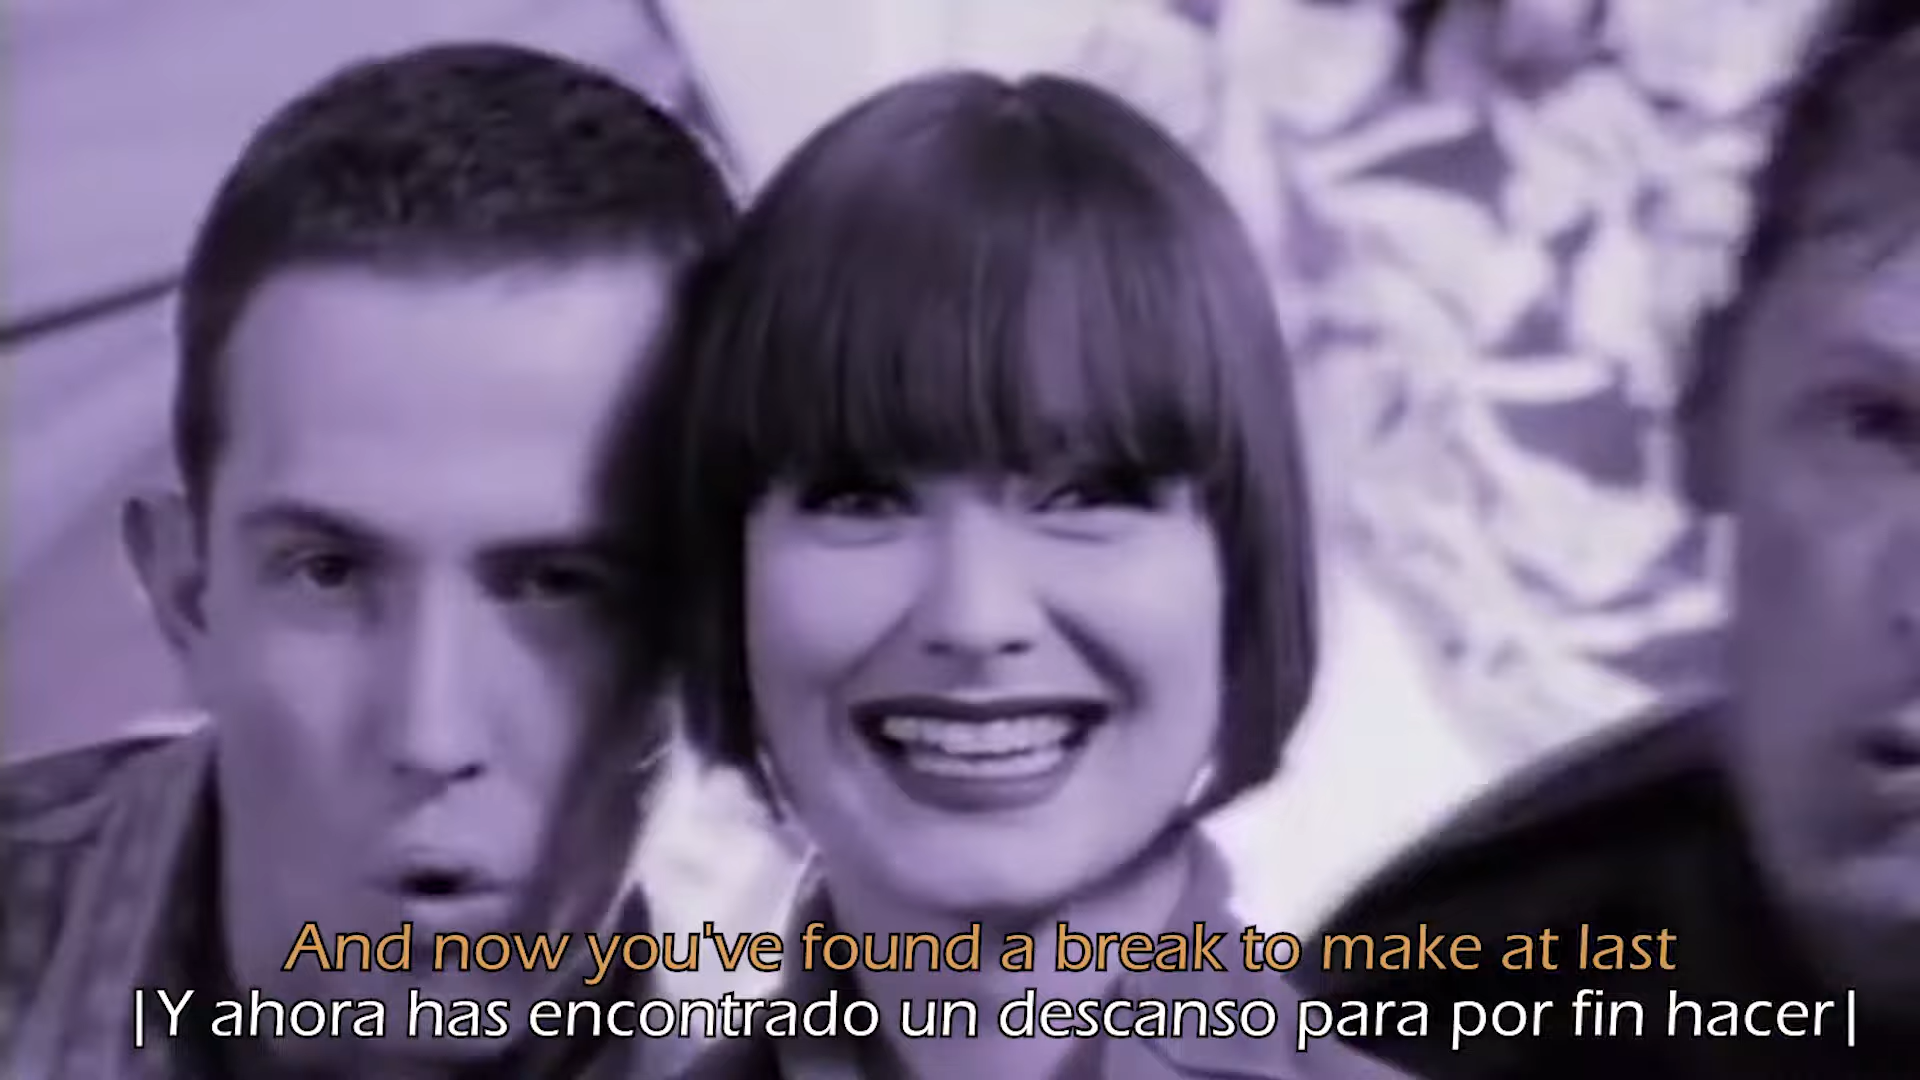 And now you've found a break to make at last
|Y ahora has encontrado un descanso para por fin hacer|